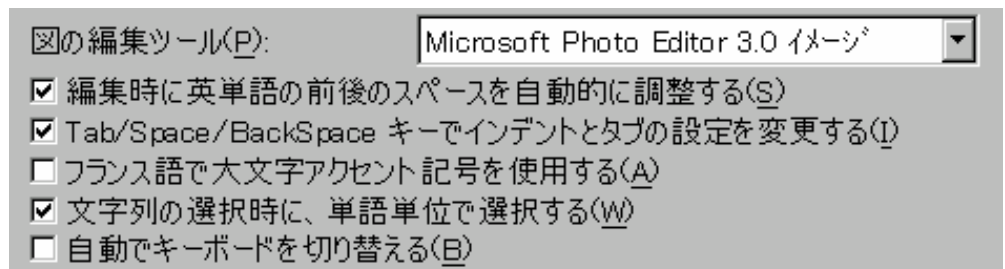 図の編集ツール(P): Microsoft Photo Editor 3.0 イメージ
編集時に英単語の前後のスペースを自動的に調整する(S)
Tab/Space/BackSpace キーでインデントとタブの設定を変更する(I)
フランス語で大文字アクセント記号を使用する(A)
文字列の選択時に、単語単位で選択する(W)
自動でキーボードを切り替える(B)